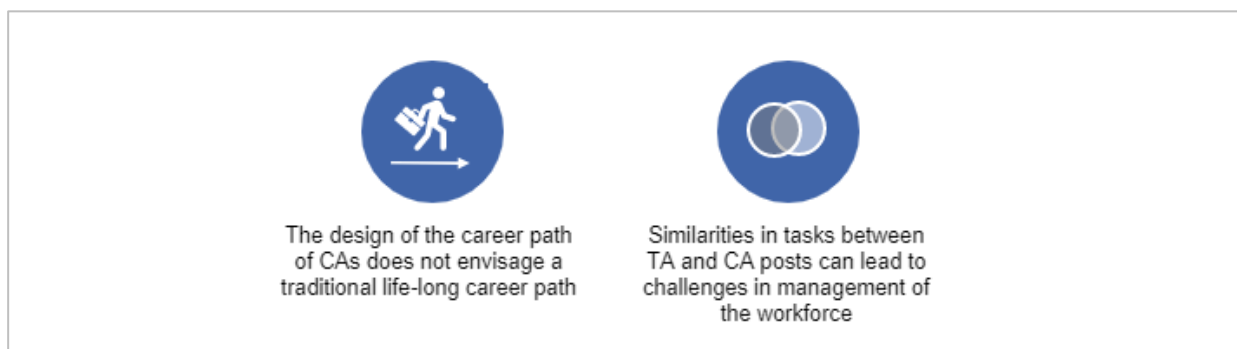 The design of the career path
of CAs does not envisage a
traditional life-long career path
Similarities in tasks between
TA and CA posts can lead to
challenges in management of
the workforce